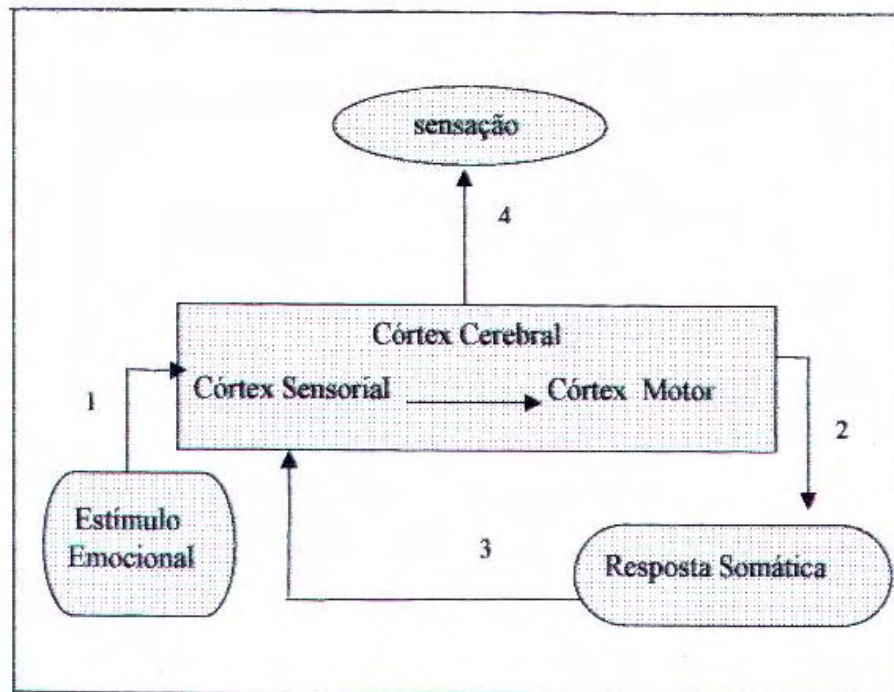 sensação
4
Córtex Cerebral
Córtex Sensorial Córtex Motor
1
2
Estímulo
Emocional
3
Resposta Somática